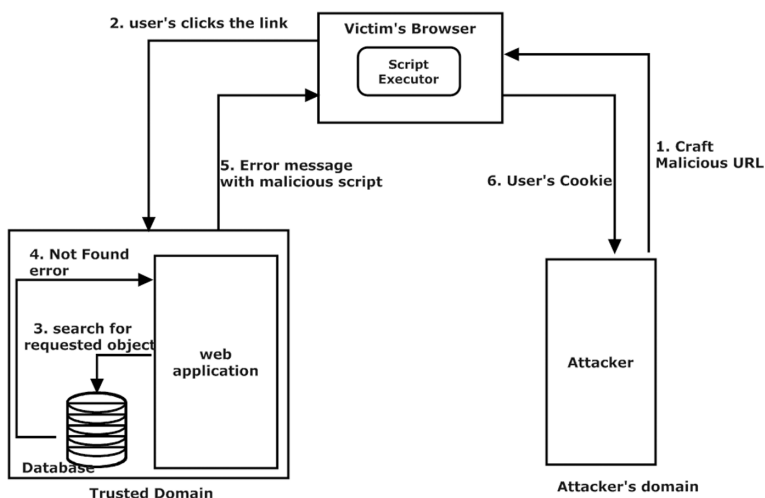 2. user's clicks the link
Victim's Browser
Script
Executor
1. Craft
Malicious URL
5. Error message
with malicious script
6. User's Cookie
4. Not Found
error
3. search for
requested object
web
application
Database
Trusted Domain
Attacker
Attacker's domain